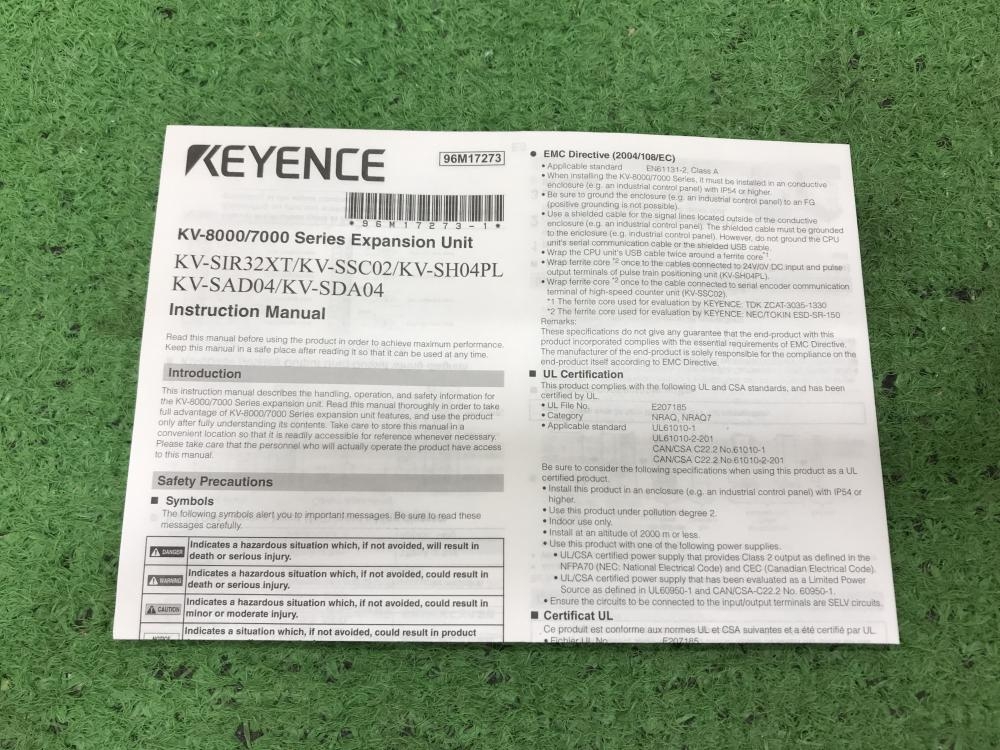 KEYENCE
96M17273
*96M17273-1*
KV-8000/7000 Series Expansion Unit
KV-SIR32XT/KV-SSC02/KV-SH04PL
KV-SAD04/KV-SDA04
Instruction Manual
Read this manual before using the product in order to achieve maximum performance.
Keep this manual in a safe place after reading it so that it can be used at any time.
Introduction
This instruction manual describes the handling, operation, and safety information for
the KV-8000/7000 Series expansion unit. Read this manual thoroughly in order to take
full advantage of KV-8000/7000 Series expansion unit features, and use the product
only after fully understanding its contents. Take care to store this manual in a
convenient location so that it is readily accessible for reference whenever necessary.
Please take care that the personnel who will actually operate the product have access
to this manual.
Safety Precautions
■ Symbols
The following symbols alert you to important messages. Be sure to read these
messages carefully.
DANGER Indicates a hazardous situation which, if not avoided, will result in
death or serious injury.
WARNING Indicates a hazardous situation which, if not avoided, could result in
death or serious injury.
CAUTION Indicates a hazardous situation which, if not avoided, could result in
minor or moderate injury.
NOTICE Indicates a situation which, if not avoided, could result in product
● EMC Directive (2004/108/EC)
• Applicable standard EN61131-2, Class A
• When installing the KV-8000/7000 Series, it must be installed in an conductive
enclosure (e.g. an industrial control panel) with IP54 or higher.
• Be sure to ground the enclosure (e.g. an industrial control panel) to an FG
(positive grounding is not possible).
• Use a shielded cable for the signal lines located outside of the conductive
enclosure (e.g. an industrial control panel). The shielded cable must be grounded
to the enclosure (e.g. industrial control panel). However, do not ground the CPU
unit's serial communication cable or the shielded USB cable.
• Wrap the CPU unit's USB cable twice around a ferrite core*1.
• Wrap ferrite core*2 once to the cables connected to 24V/0V DC input and pulse
output terminals of pulse train positioning unit (KV-SH04PL).
• Wrap ferrite core*2 once to the cable connected to serial encoder communication
terminal of high-speed counter unit (KV-SSC02).
*1 The ferrite core used for evaluation by KEYENCE: TDK ZCAT-3035-1330
*2 The ferrite core used for evaluation by KEYENCE: NEC/TOKIN ESD-SR-150
Remarks:
These specifications do not give any guarantee that the end-product with this
product incorporated complies with the essential requirements of EMC Directive.
The manufacturer of the end-product is solely responsible for the compliance on the
end-product itself according to EMC Directive.
■ UL Certification
This product complies with the following UL and CSA standards, and has been
certified by UL.
• UL File No. E207185
• Category NRAQ, NRAQ7
• Applicable standard UL61010-1
UL61010-2-201
CAN/CSA C22.2 No.61010-1
CAN/CSA C22.2 No.61010-2-201
Be sure to consider the following specifications when using this product as a UL
certified product.
• Install this product in an enclosure (e.g. an industrial control panel) with IP54 or
higher.
• Use this product under pollution degree 2.
• Indoor use only.
• Install at an altitude of 2000 m or less.
• Use this product with one of the following power supplies.
• UL/CSA certified power supply that provides Class 2 output as defined in the
NFPA70 (NEC: National Electrical Code) and CEC (Canadian Electrical Code).
• UL/CSA certified power supply that has been evaluated as a Limited Power
Source as defined in UL60950-1 and CAN/CSA-C22.2 No. 60950-1.
• Ensure the circuits to be connected to the input/output terminals are SELV circuits.
■ Certificat UL
Ce produit est conforme aux normes UL et CSA suivantes et a été certifié par UL.
• Fichier UL No. E207185